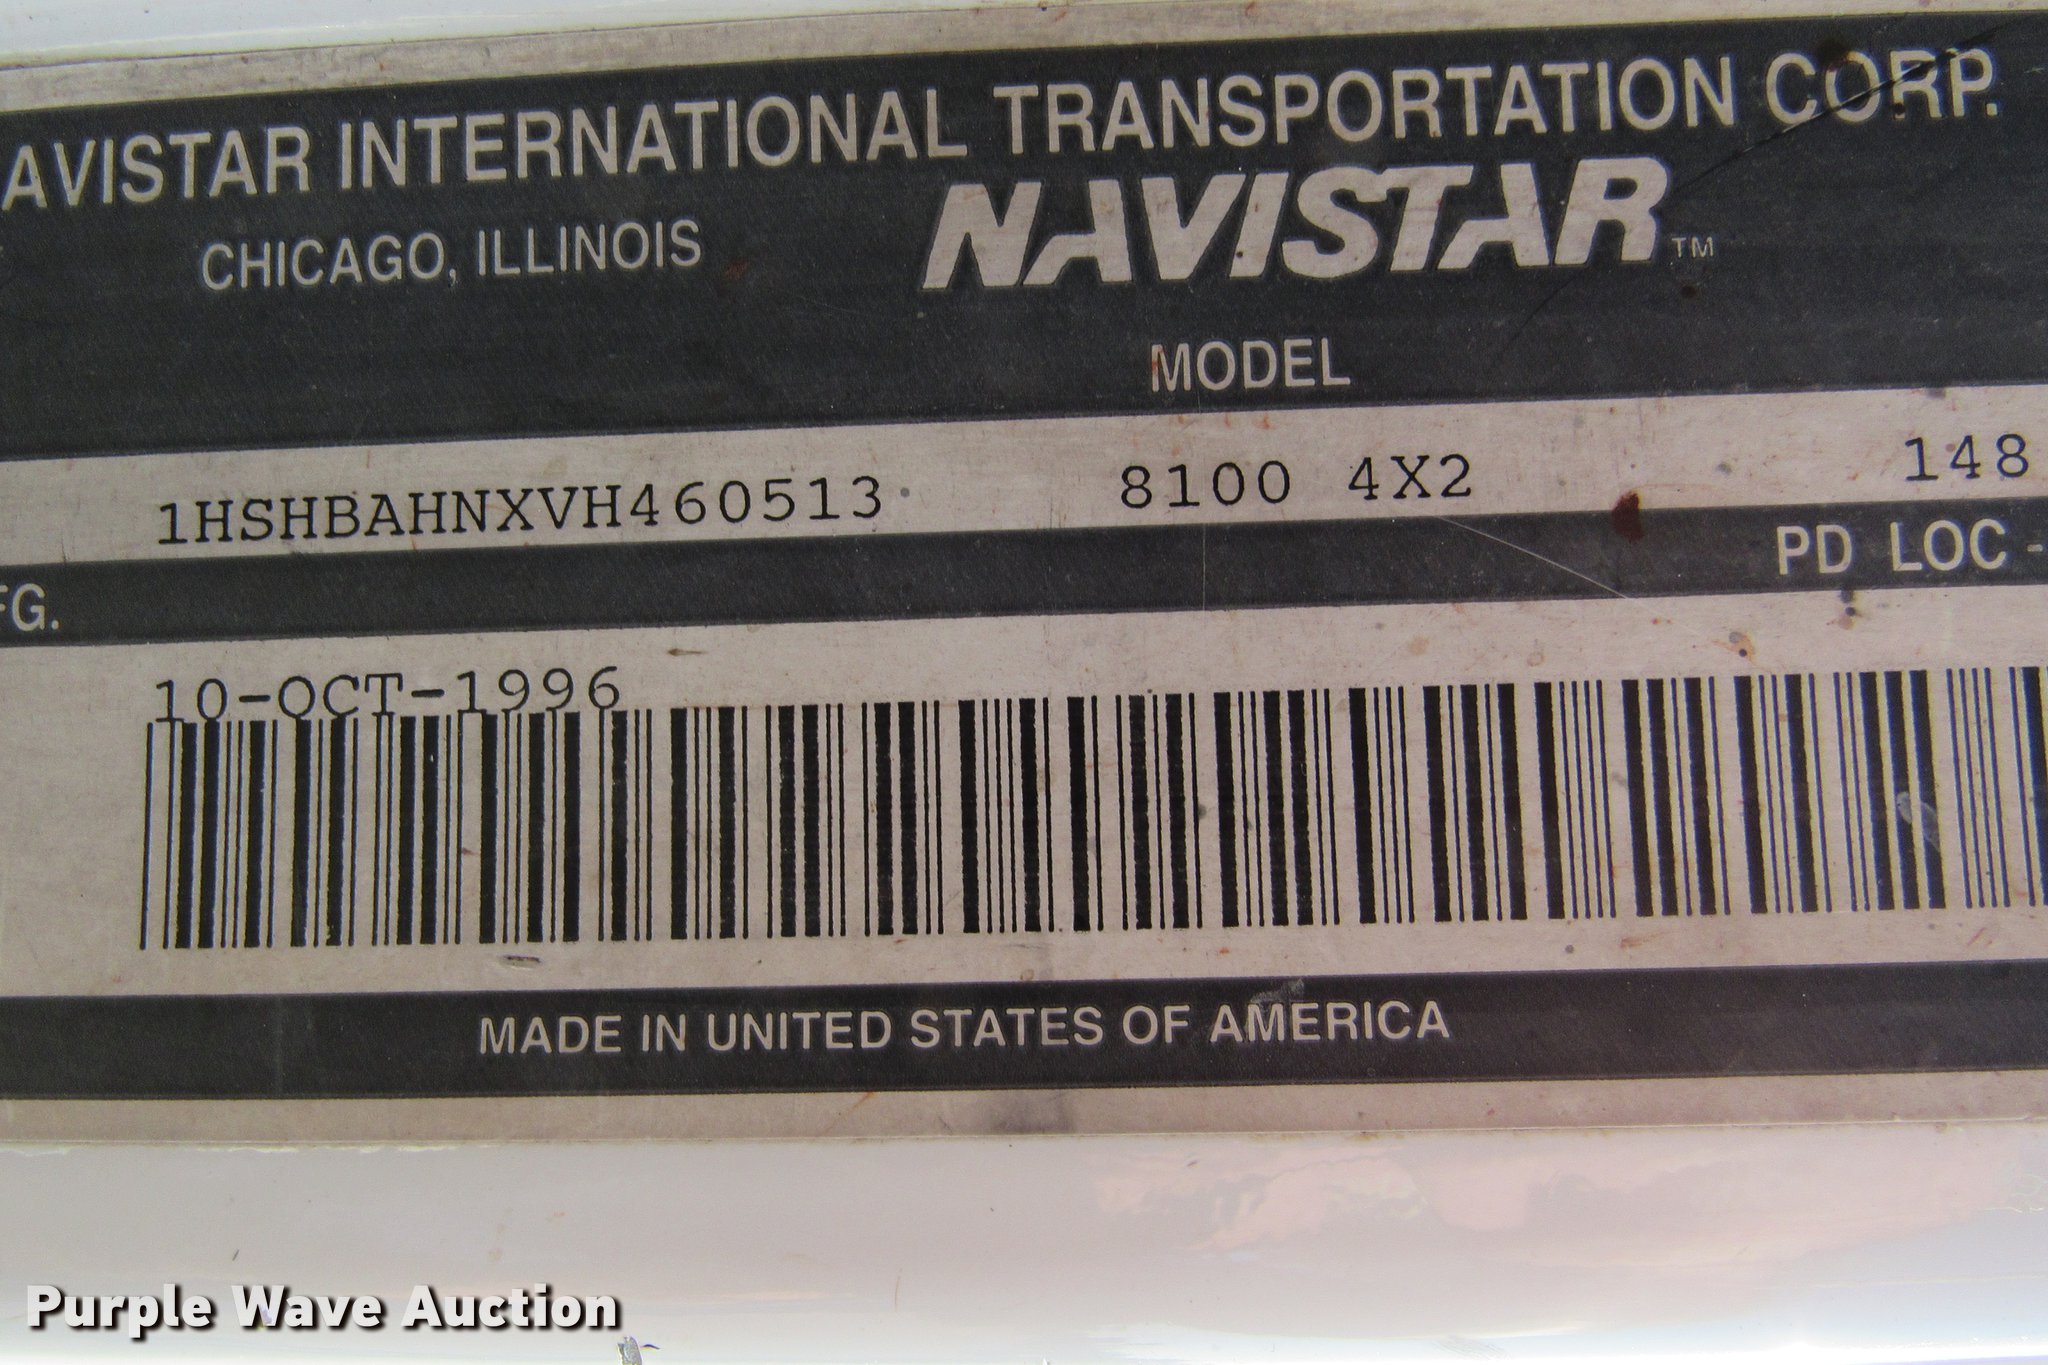 AVISTAR INTERNATIONAL TRANSPORTATION CORP.
CHICAGO, ILLINOIS
NAVISTAR™
MODEL
1HSHBAHNXVH460513 8100 4X2 148
FG. PD LOC -
10-OCT-1996
MADE IN UNITED STATES OF AMERICA
Purple Wave Auction